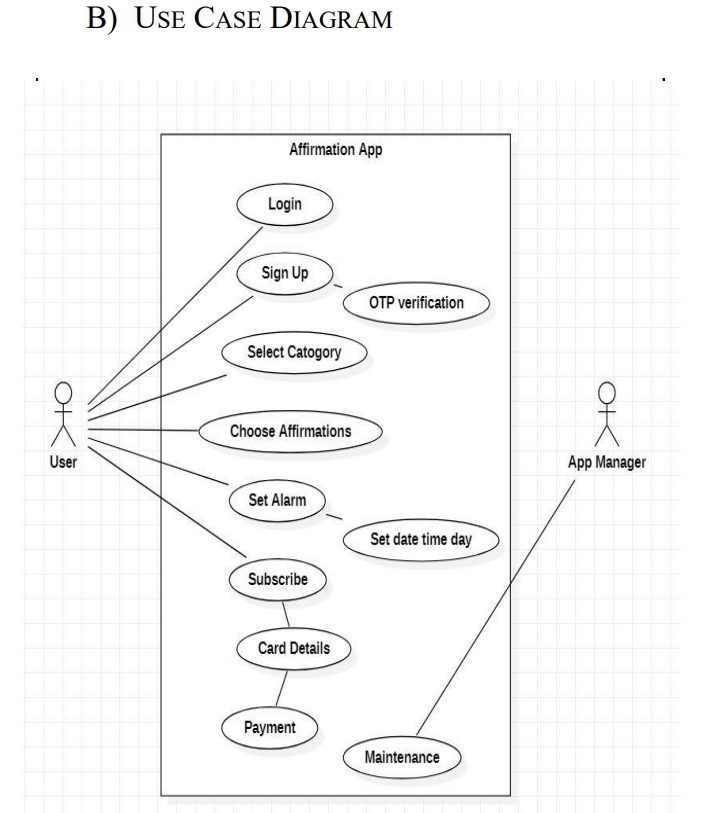 B) USE CASE DIAGRAM
Affirmation App
Login
Sign Up
OTP verification
Select Catogory
Choose Affirmations
User
App Manager
Set Alarm
Set date time day
Subscribe
Card Details
Payment
Maintenance